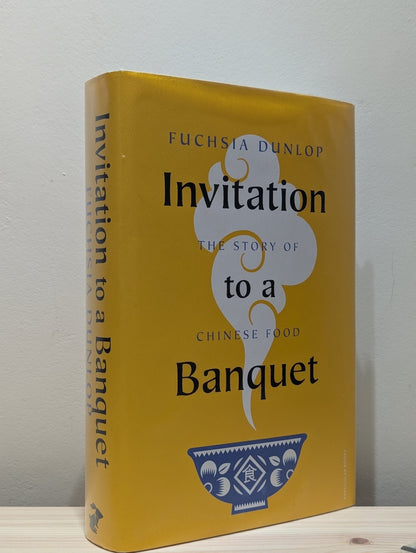 FUCHSIA DUNLOP
Invitation
THE STORY OF
to a
CHINESE FOOD
Banquet
食
Invitation to a Banquet
FUCHSIA DUNLOP